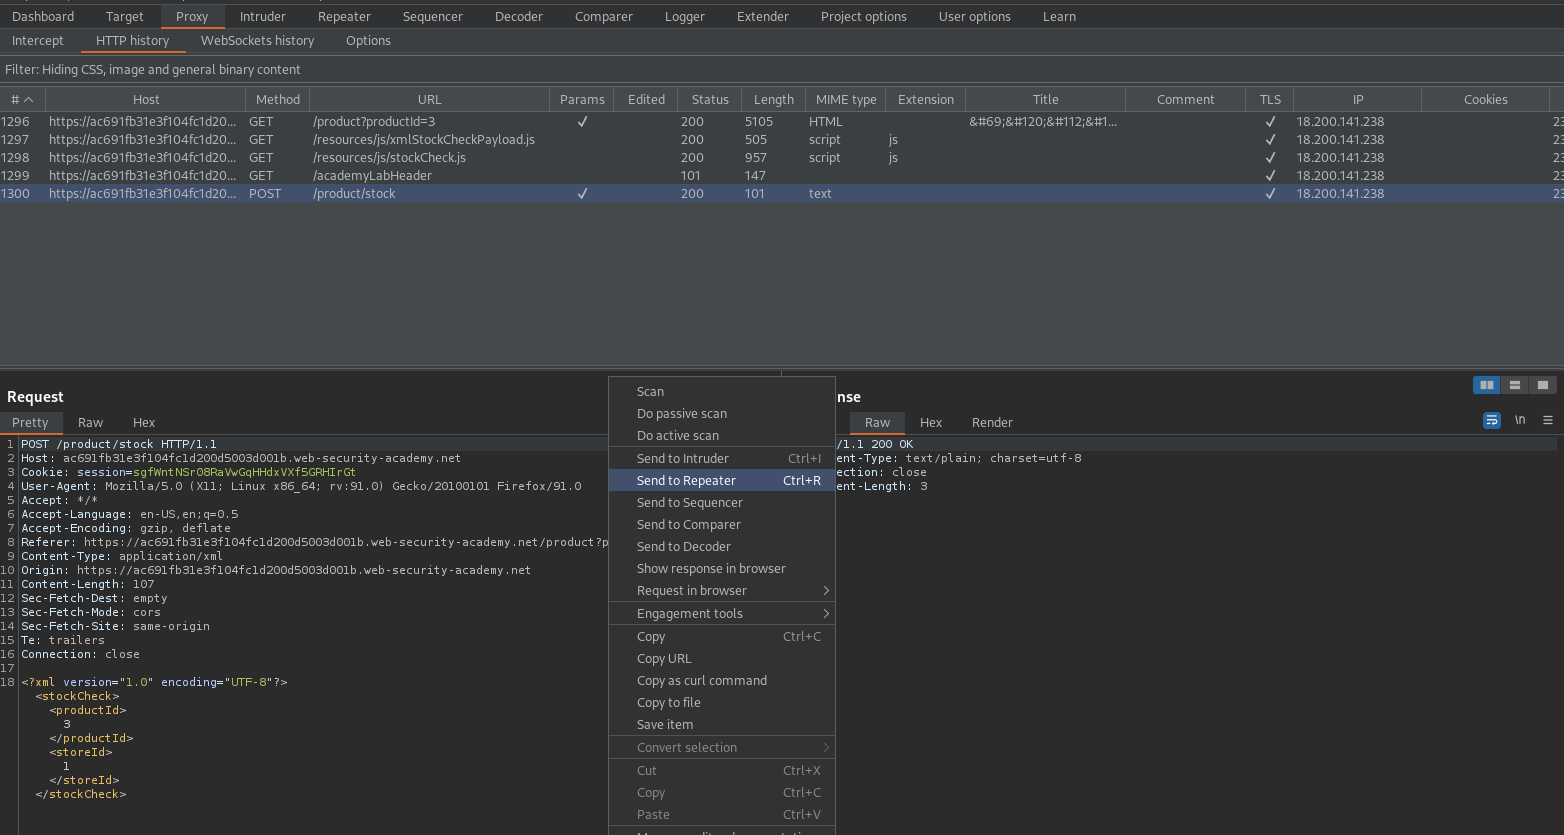 Dashboard Target Proxy Intruder Repeater Sequencer Decoder Comparer Logger Extender Project options User options Learn
Intercept HTTP history WebSockets history Options
Filter: Hiding CSS, image and general binary content
# Host Method URL Params Edited Status Length MIME type Extension Title Comment TLS IP Cookies
1296 https://ac691fb31e3f104fc1d20... GET /product?productId=3 ✓ 200 5105 HTML &#69;&#120;&#112;&#1... ✓ 18.200.141.238 23
1297 https://ac691fb31e3f104fc1d20... GET /resources/js/xmlStockCheckPayload.js 200 505 script js ✓ 18.200.141.238 23
1298 https://ac691fb31e3f104fc1d20... GET /resources/js/stockCheck.js 200 957 script js ✓ 18.200.141.238 23
1299 https://ac691fb31e3f104fc1d20... GET /academyLabHeader 101 147 ✓ 18.200.141.238 23
1300 https://ac691fb31e3f104fc1d20... POST /product/stock ✓ 200 101 text ✓ 18.200.141.238 23
Request
Pretty Raw Hex
1 POST /product/stock HTTP/1.1
2 Host: ac691fb31e3f104fc1d200d5003d001b.web-security-academy.net
3 Cookie: session=sgfWntNSr08RaVwGqHHdxVXf5GRHIrGt
4 User-Agent: Mozilla/5.0 (X11; Linux x86_64; rv:91.0) Gecko/20100101 Firefox/91.0
5 Accept: */*
6 Accept-Language: en-US,en;q=0.5
7 Accept-Encoding: gzip, deflate
8 Referer: https://ac691fb31e3f104fc1d200d5003d001b.web-security-academy.net/product?p
9 Content-Type: application/xml
10 Origin: https://ac691fb31e3f104fc1d200d5003d001b.web-security-academy.net
11 Content-Length: 107
12 Sec-Fetch-Dest: empty
13 Sec-Fetch-Mode: cors
14 Sec-Fetch-Site: same-origin
15 Te: trailers
16 Connection: close
17
18 <?xml version="1.0" encoding="UTF-8"?>
<stockCheck>
<productId>
3
</productId>
<storeId>
1
</storeId>
</stockCheck>
Scan
Do passive scan
Do active scan
Send to Intruder Ctrl+I
Send to Repeater Ctrl+R
Send to Sequencer
Send to Comparer
Send to Decoder
Show response in browser
Request in browser
Engagement tools
Copy Ctrl+C
Copy URL
Copy as curl command
Copy to file
Save item
Convert selection
Cut Ctrl+X
Copy Ctrl+C
Paste Ctrl+V
nse
Raw Hex Render
\n
/1.1 200 OK
ent-Type: text/plain; charset=utf-8
ection: close
ent-Length: 3